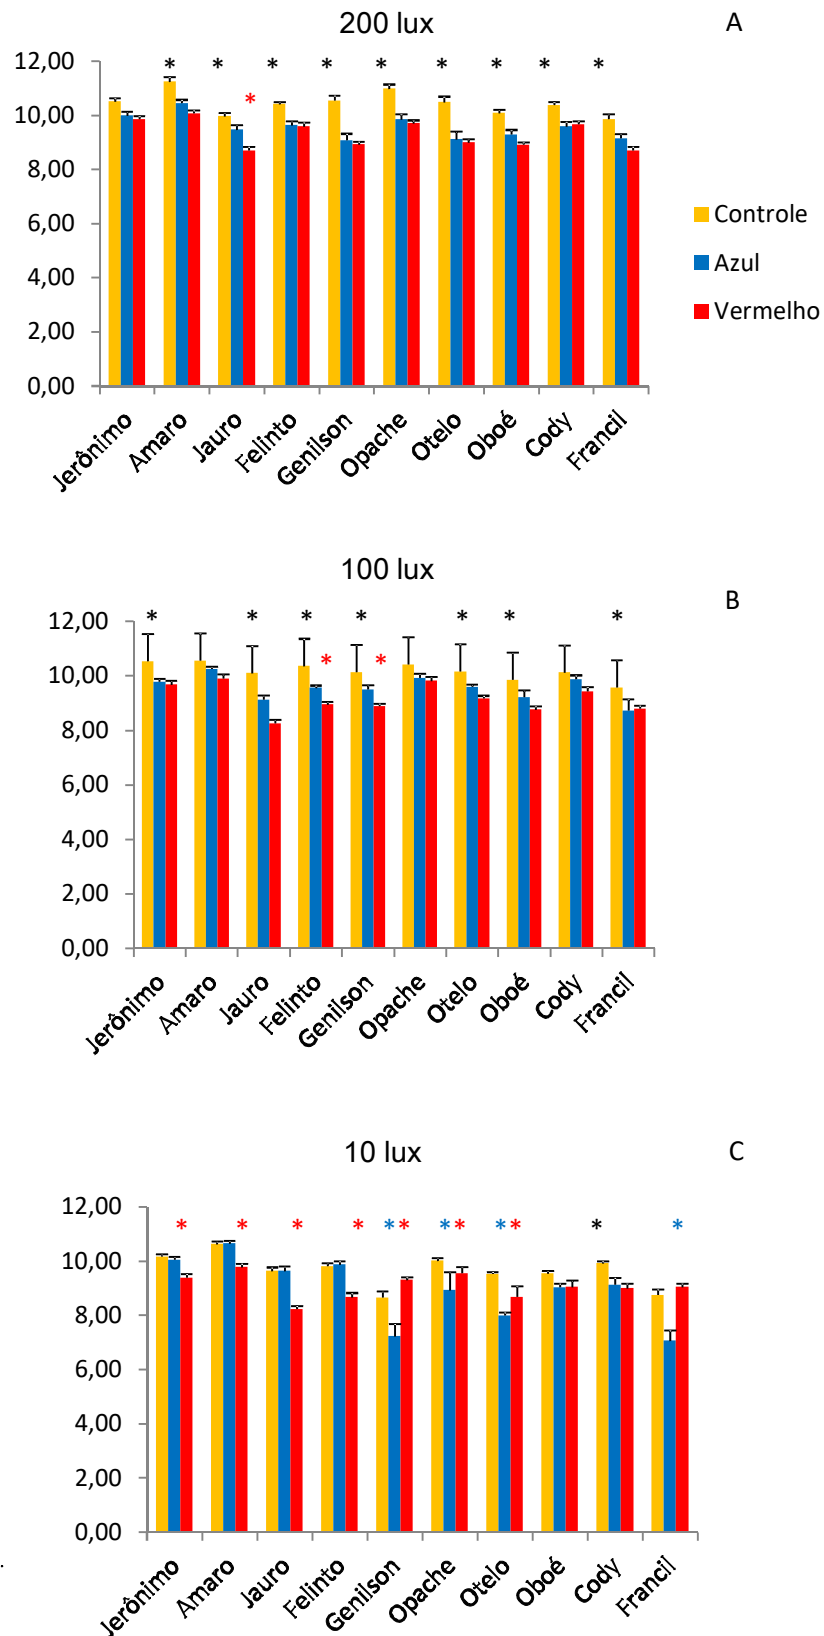 200 lux
A
* * * * * * * * *
*
12,00
10,00
8,00
6,00
4,00
2,00
0,00
Controle
Azul
Vermelho
Jerônimo
Amaro
Jauro
Felinto
Genilson
Opache
Otelo
Oboé
Cody
Francil
100 lux
B
* * * * * * *
* *
12,00
10,00
8,00
6,00
4,00
2,00
0,00
Jerônimo
Amaro
Jauro
Felinto
Genilson
Opache
Otelo
Oboé
Cody
Francil
10 lux
C
* * * * * * * * * * * *
12,00
10,00
8,00
6,00
4,00
2,00
0,00
Jerônimo
Amaro
Jauro
Felinto
Genilson
Opache
Otelo
Oboé
Cody
Francil
.